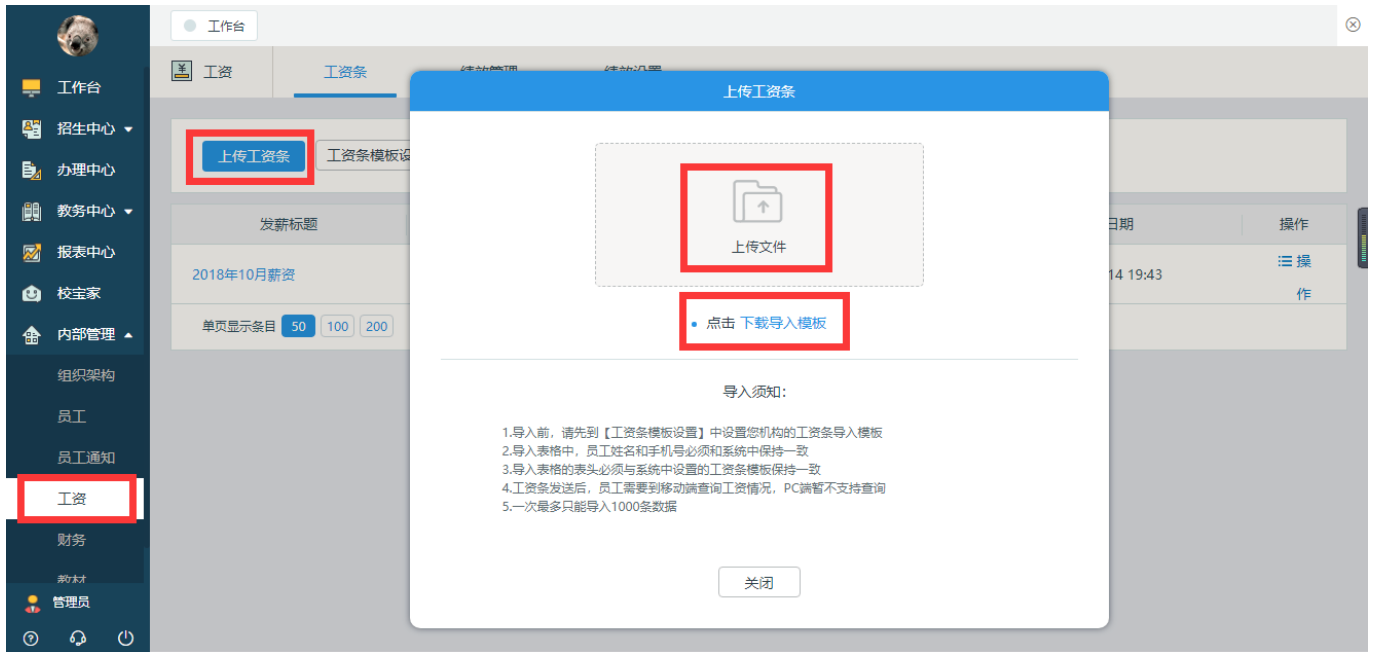 工作台
工作台
招生中心
办理中心
教务中心
报表中心
校宝家
内部管理
组织架构
员工
员工通知
工资
财务
教材
管理员
工资
工资条
绩效管理
绩效设置
上传工资条
工资条模板设
发薪标题
日期
操作
2018年10月薪资
14 19:43
操
作
单页显示条目 50 100 200
上传工资条
上传文件
点击 下载导入模板
导入须知:
1.导入前，请先到【工资条模板设置】中设置您机构的工资条导入模板
2.导入表格中，员工姓名和手机号必须和系统中保持一致
3.导入表格的表头必须与系统中设置的工资条模板保持一致
4.工资条发送后，员工需要到移动端查询工资情况，PC端暂不支持查询
5.一次最多只能导入1000条数据
关闭